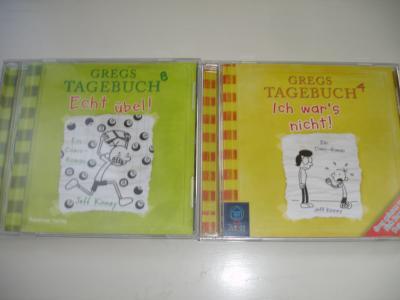 GREGS
TAGEBUCH 8
Echt übel!
Ein
Comic-
Roman
Jeff Kinney
GREGS
TAGEBUCH 4
Ich war's
nicht!
Ein
Comic-Roman
Jeff Kinney